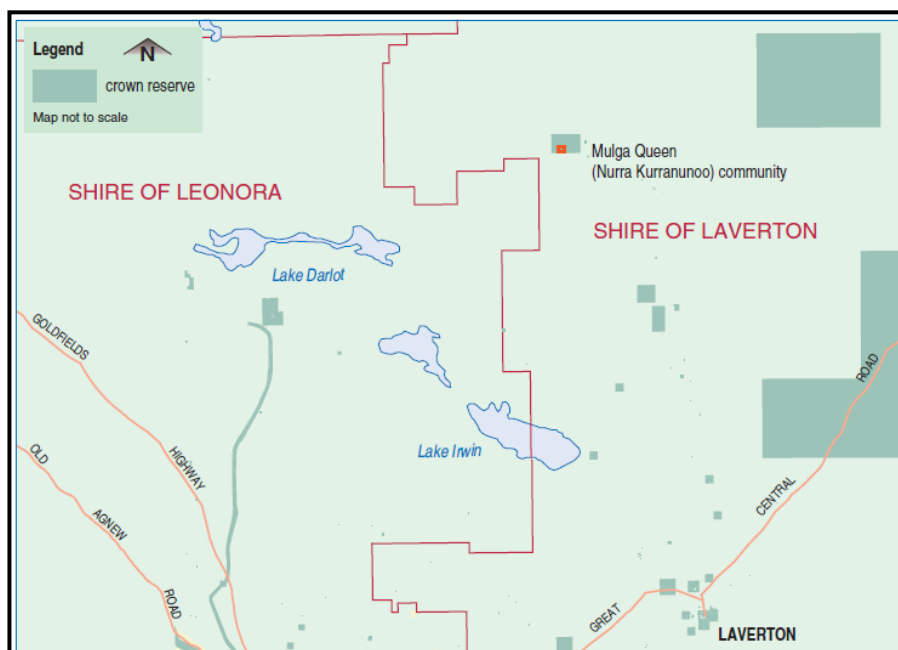 Legend
N
crown reserve
Map not to scale
Mulga Queen
(Nurra Kurranunoo) community
SHIRE OF LEONORA
SHIRE OF LAVERTON
Lake Darlot
GOLDFIELDS
HIGHWAY
ROAD
Lake Irwin
OLD
AGNEW
ROAD
CENTRAL
GREAT
LAVERTON